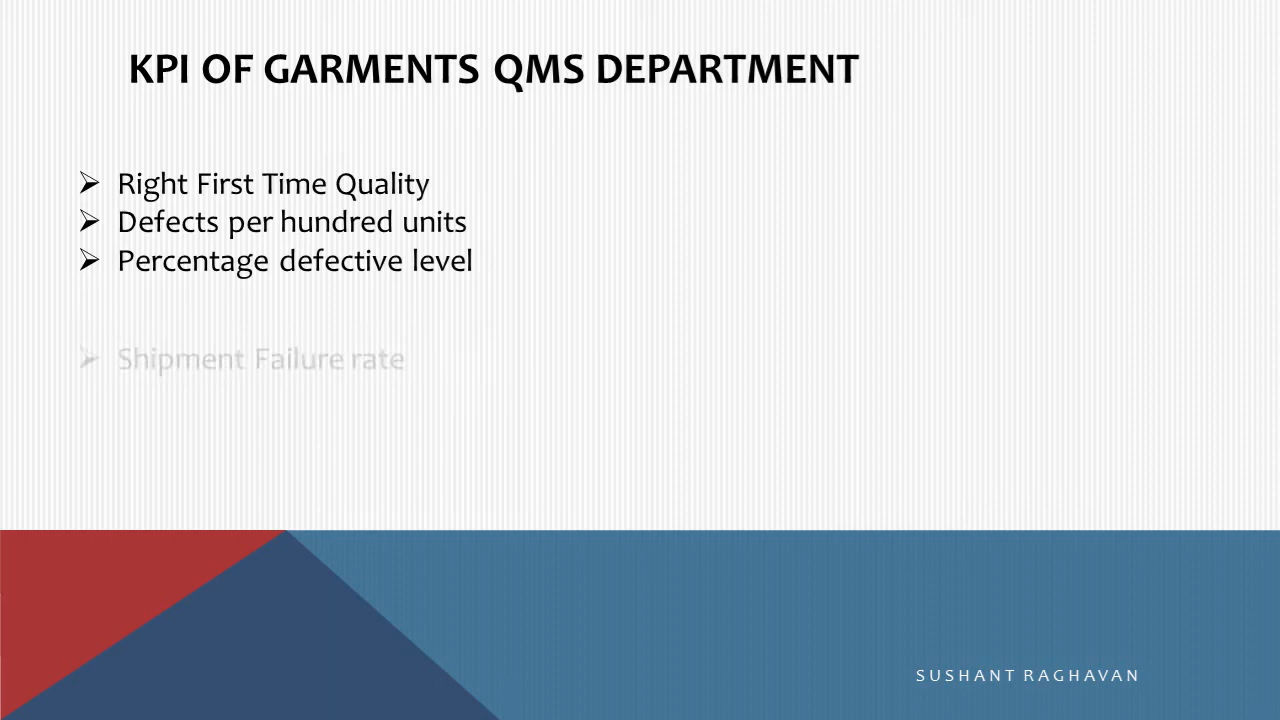 KPI OF GARMENTS QMS DEPARTMENT
➢ Right First Time Quality
➢ Defects per hundred units
➢ Percentage defective level
➢ Shipment Failure rate
SUSHANT RAGHAVAN